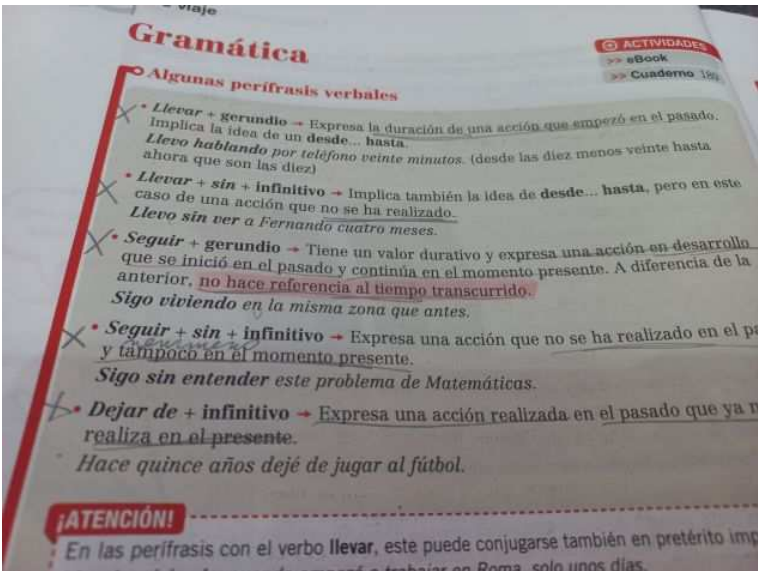 viaje
Gramática
ACTIVIDADES
>> eBook
>> Cuaderno 189
Algunas perífrasis verbales
• Llevar + gerundio → Expresa la duración de una acción que empezó en el pasado.
Implica la idea de un desde... hasta.
Llevo hablando por teléfono veinte minutos. (desde las diez menos veinte hasta
ahora que son las diez)
• Llevar + sin + infinitivo → Implica también la idea de desde... hasta, pero en este
caso de una acción que no se ha realizado.
Llevo sin ver a Fernando cuatro meses.
• Seguir + gerundio → Tiene un valor durativo y expresa una acción en desarrollo
que se inició en el pasado y continúa en el momento presente. A diferencia de la
anterior, no hace referencia al tiempo transcurrido.
Sigo viviendo en la misma zona que antes.
• Seguir + sin + infinitivo → Expresa una acción que no se ha realizado en el pa
y tampoco en el momento presente.
Sigo sin entender este problema de Matemáticas.
• Dejar de + infinitivo → Expresa una acción realizada en el pasado que ya n
realiza en el presente.
Hace quince años dejé de jugar al fútbol.
¡ATENCIÓN!
En las perífrasis con el verbo llevar, este puede conjugarse también en pretérito imp
a trabajar en Roma, solo unos días.